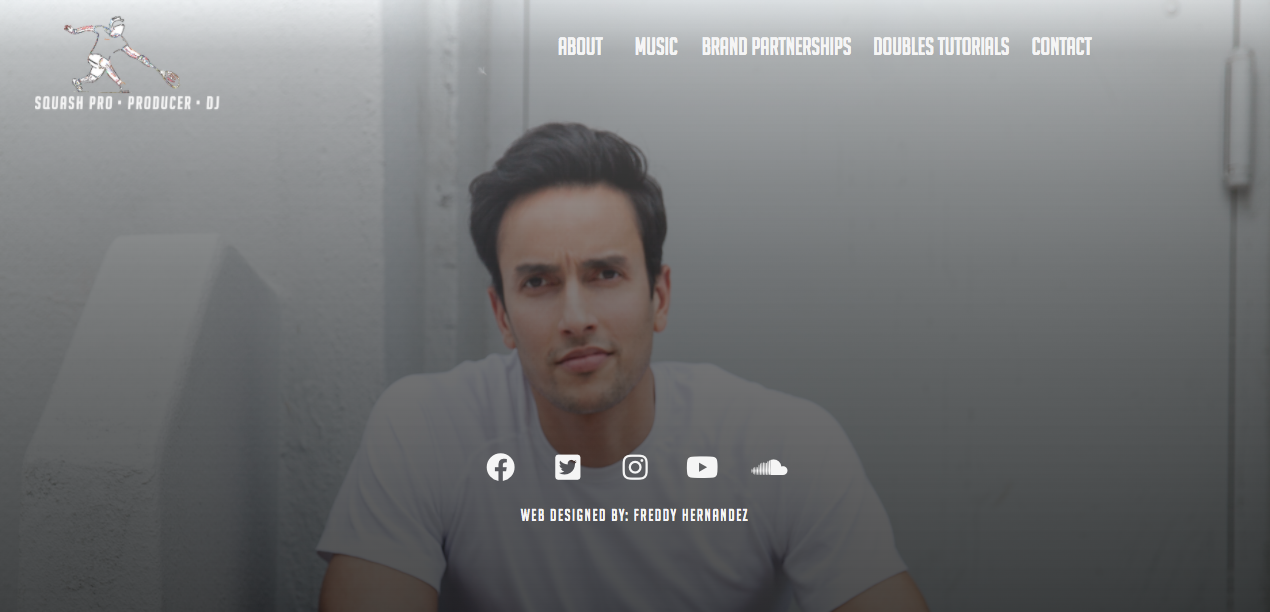 ABOUT MUSIC BRAND PARTNERSHIPS DOUBLES TUTORIALS CONTACT
SQUASH PRO • PRODUCER • DJ
WEB DESIGNED BY: FREDDY HERNANDEZ